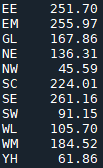 EE 251.70
EM 255.97
GL 167.86
NE 136.31
NW 45.59
SC 224.01
SE 261.16
SW 91.15
WL 105.70
WM 184.52
YH 61.86